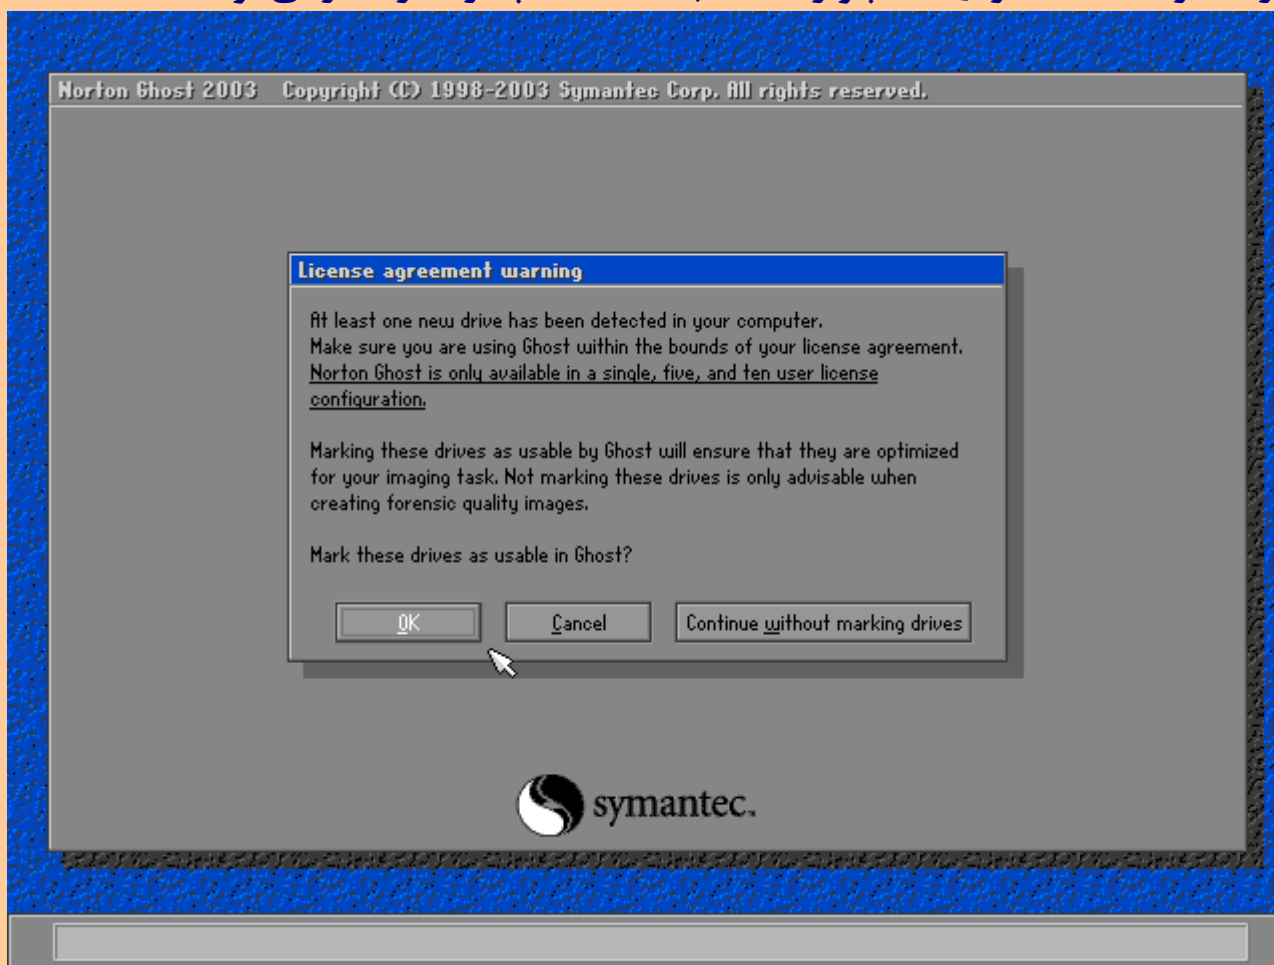 Norton Ghost 2003 Copyright (C) 1998-2003 Symantec Corp. All rights reserved.
License agreement warning
At least one new drive has been detected in your computer.
Make sure you are using Ghost within the bounds of your license agreement.
Norton Ghost is only available in a single, five, and ten user license
configuration.
Marking these drives as usable by Ghost will ensure that they are optimized
for your imaging task. Not marking these drives is only advisable when
creating forensic quality images.
Mark these drives as usable in Ghost?
OK Cancel Continue without marking drives
symantec.